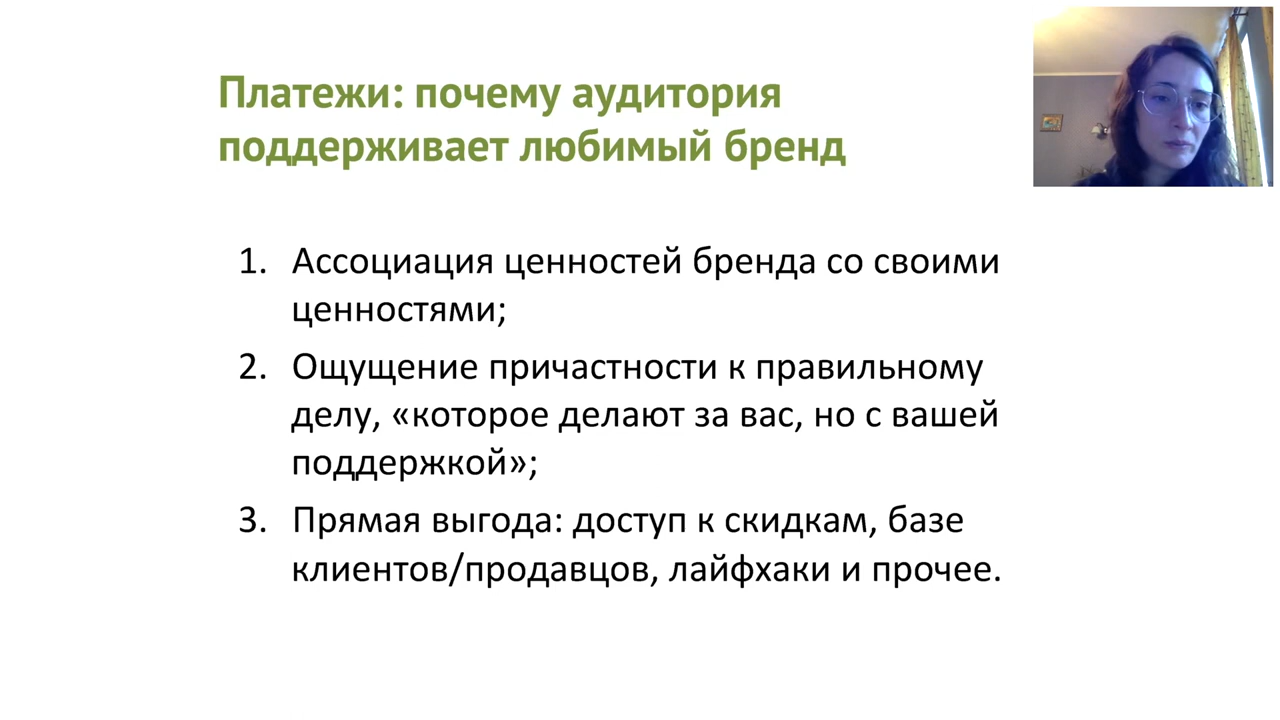 Платежи: почему аудитория
поддерживает любимый бренд
1. Ассоциация ценностей бренда со своими
ценностями;
2. Ощущение причастности к правильному
делу, «которое делают за вас, но с вашей
поддержкой»;
3. Прямая выгода: доступ к скидкам, базе
клиентов/продавцов, лайфхаки и прочее.